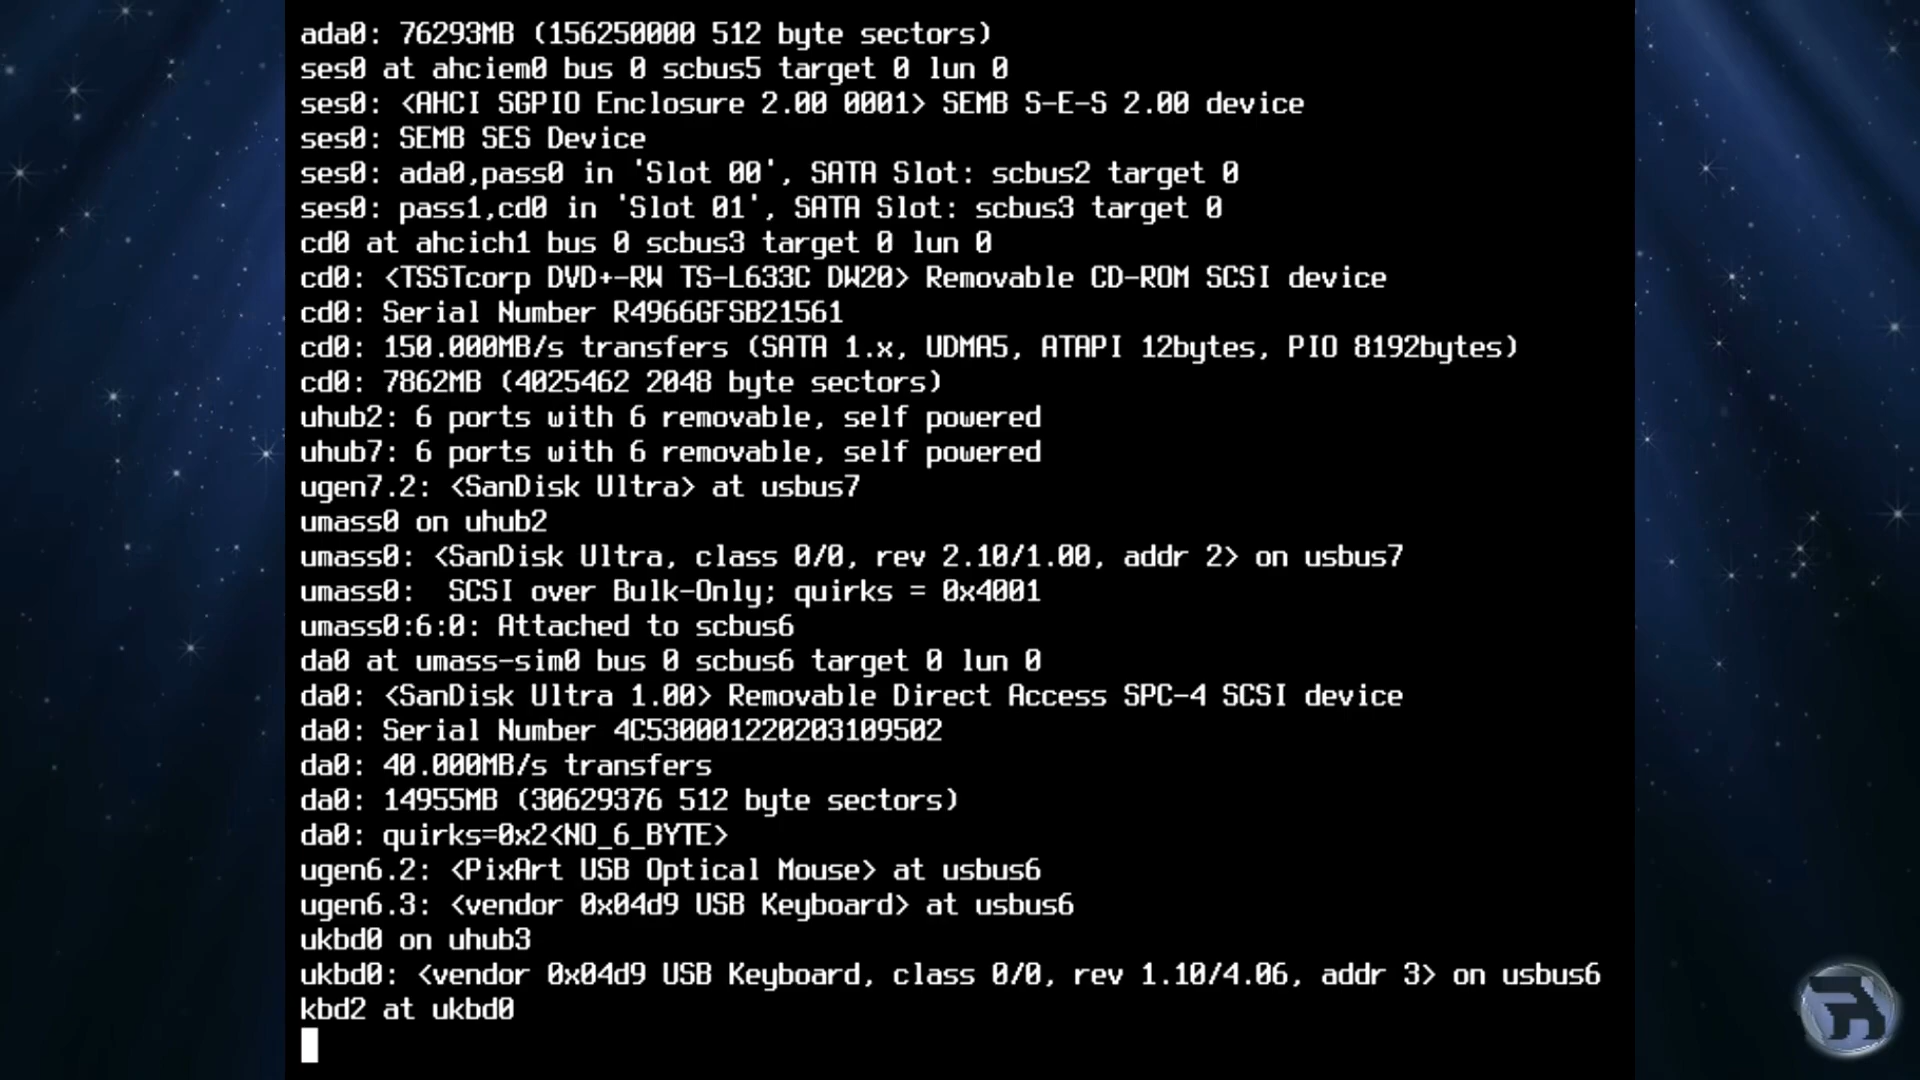 ada0: 76293MB (156250000 512 byte sectors)
ses0 at ahciem0 bus 0 scbus5 target 0 lun 0
ses0: <AHCI SGPIO Enclosure 2.00 0001> SEMB S-E-S 2.00 device
ses0: SEMB SES Device
ses0: ada0,pass0 in 'Slot 00', SATA Slot: scbus2 target 0
ses0: pass1,cd0 in 'Slot 01', SATA Slot: scbus3 target 0
cd0 at ahcich1 bus 0 scbus3 target 0 lun 0
cd0: <TSSTcorp DVD+-RW TS-L633C DW20> Removable CD-ROM SCSI device
cd0: Serial Number R4966GFSB21561
cd0: 150.000MB/s transfers (SATA 1.x, UDMA5, ATAPI 12bytes, PIO 8192bytes)
cd0: 7862MB (4025462 2048 byte sectors)
uhub2: 6 ports with 6 removable, self powered
uhub7: 6 ports with 6 removable, self powered
ugen7.2: <SanDisk Ultra> at usbus7
umass0 on uhub2
umass0: <SanDisk Ultra, class 0/0, rev 2.10/1.00, addr 2> on usbus7
umass0:  SCSI over Bulk-Only; quirks = 0x4001
umass0:6:0: Attached to scbus6
da0 at umass-sim0 bus 0 scbus6 target 0 lun 0
da0: <SanDisk Ultra 1.00> Removable Direct Access SPC-4 SCSI device
da0: Serial Number 4C530001220203109502
da0: 40.000MB/s transfers
da0: 14955MB (30629376 512 byte sectors)
da0: quirks=0x2<NO_6_BYTE>
ugen6.2: <PixArt USB Optical Mouse> at usbus6
ugen6.3: <vendor 0x04d9 USB Keyboard> at usbus6
ukbd0 on uhub3
ukbd0: <vendor 0x04d9 USB Keyboard, class 0/0, rev 1.10/4.06, addr 3> on usbus6
kbd2 at ukbd0